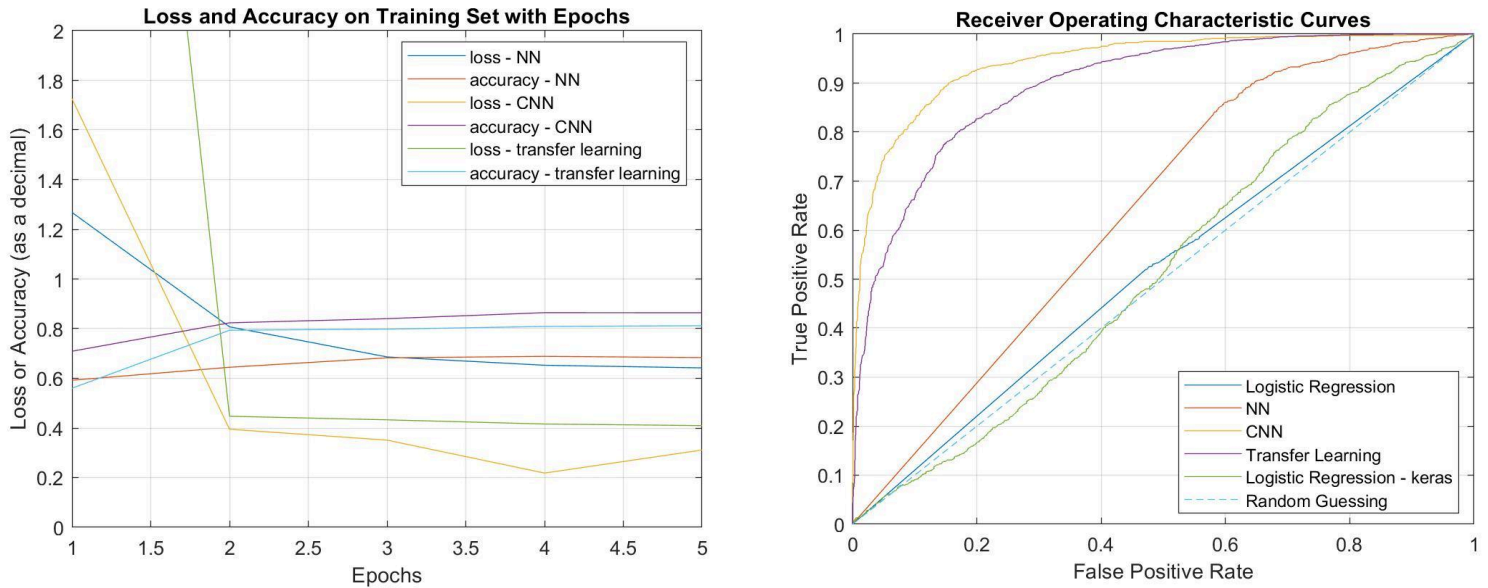 Loss and Accuracy on Training Set with Epochs
2
1.8
1.6
1.4
1.2
1
0.8
0.6
0.4
0.2
0
Loss or Accuracy (as a decimal)
loss - NN
accuracy - NN
loss - CNN
accuracy - CNN
loss - transfer learning
accuracy - transfer learning
1 1.5 2 2.5 3 3.5 4 4.5 5
Epochs
Receiver Operating Characteristic Curves
1
0.9
0.8
0.7
0.6
0.5
0.4
0.3
0.2
0.1
0
True Positive Rate
Logistic Regression
NN
CNN
Transfer Learning
Logistic Regression - keras
Random Guessing
0 0.2 0.4 0.6 0.8 1
False Positive Rate